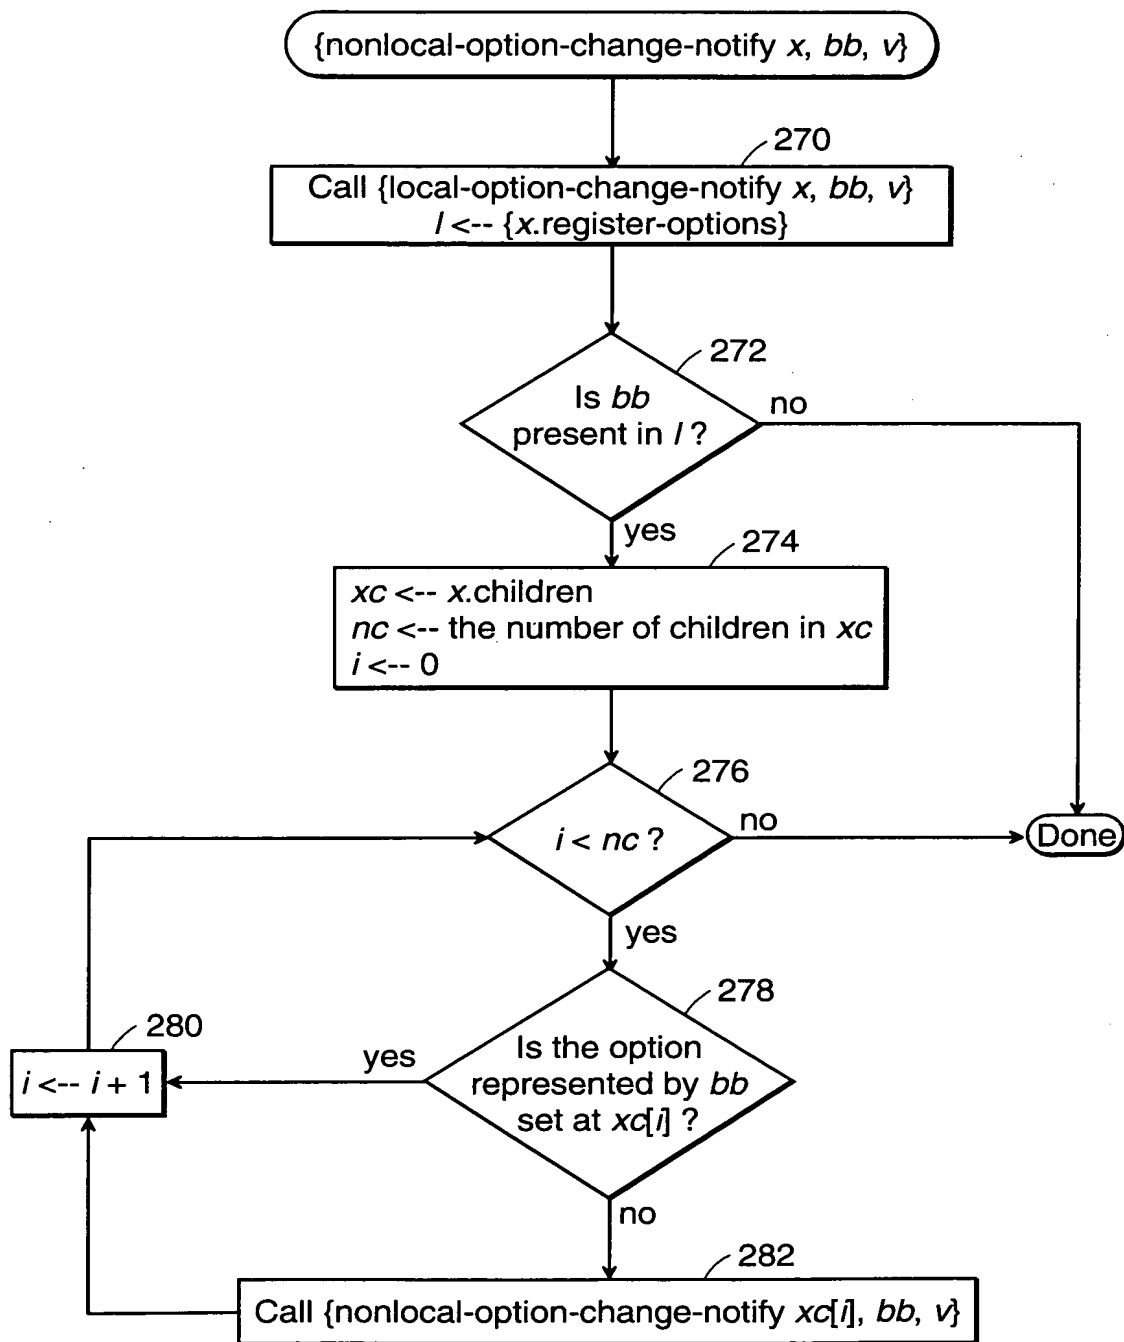 {nonlocal-option-change-notify x, bb, v}
270
Call {local-option-change-notify x, bb, v}
l <-- {x.register-options}
272
Is bb
present in l ?
no
yes
274
xc <-- x.children
nc <-- the number of children in xc
i <-- 0
276
i < nc ?
no
Done
yes
278
Is the option
represented by bb
set at xc[i] ?
yes
280
i <-- i + 1
no
282
Call {nonlocal-option-change-notify xc[i], bb, v}